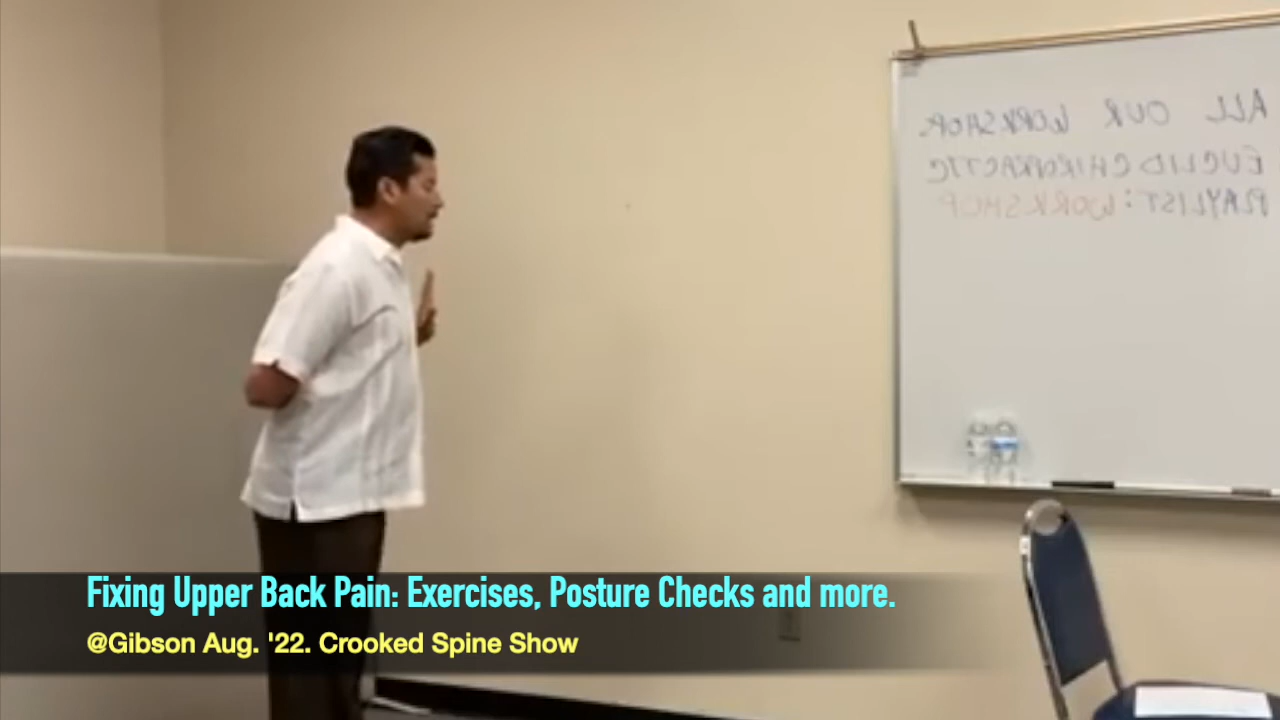 ALL OUR WORKSHOP.
EUCLID CHIROPRACTIC
PLAYLIST: WORKSHOP
Fixing Upper Back Pain: Exercises, Posture Checks and more.
@Gibson Aug. '22. Crooked Spine Show